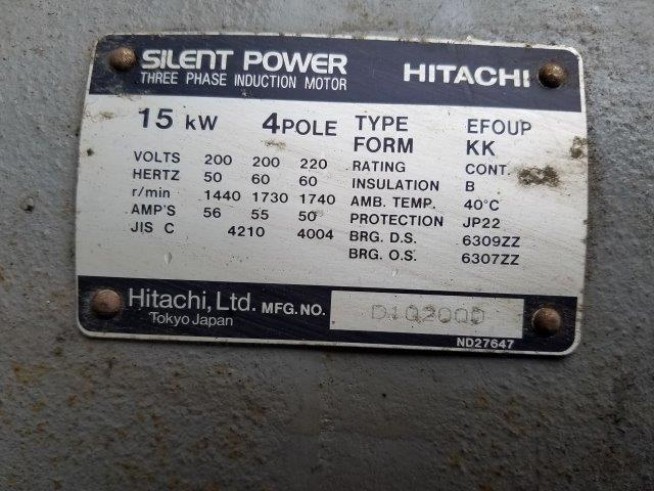 SILENT POWER HITACHI
THREE PHASE INDUCTION MOTOR
15 kW 4POLE TYPE EFOUP
FORM KK
VOLTS 200 200 220 RATING CONT.
HERTZ 50 60 60 INSULATION B
r/min 1440 1730 1740 AMB. TEMP. 40°C
AMP'S 56 55 50 PROTECTION JP22
JIS C 4210 4004 BRG. D.S. 6309ZZ
BRG. O.S. 6307ZZ
Hitachi, Ltd. MFG.NO.
Tokyo Japan
ND27647